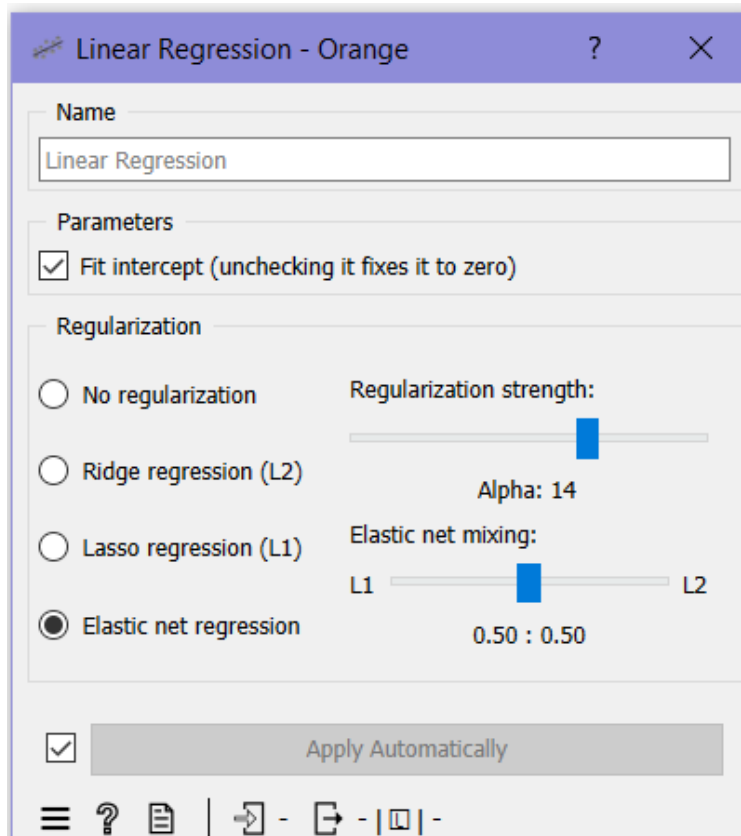 Linear Regression - Orange ?
Name
Linear Regression
Parameters
Fit intercept (unchecking it fixes it to zero)
Regularization
No regularization
Ridge regression (L2)
Lasso regression (L1)
Elastic net regression
Regularization strength:
Alpha: 14
Elastic net mixing:
L1 L2
0.50 : 0.50
Apply Automatically
? | - - | | -